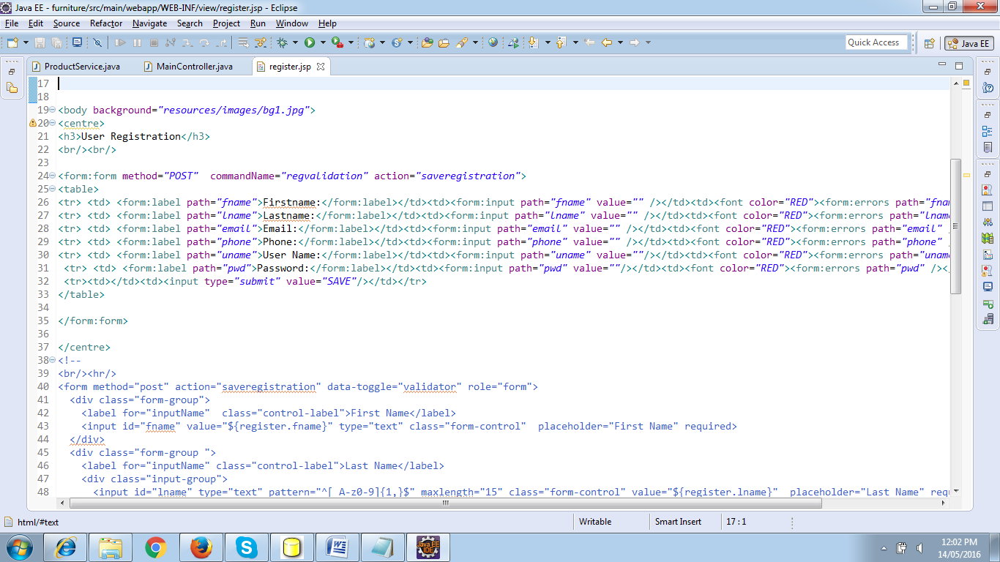 Java EE - furniture/src/main/webapp/WEB-INF/view/register.jsp - Eclipse
File Edit Source Refactor Navigate Search Project Run Window Help
Quick Access
Java EE
ProductService.java
MainController.java
register.jsp
17
18
19 <body background="resources/images/bg1.jpg">
20 <centre>
21 <h3>User Registration</h3>
22 <br/><br/>
23
24 <form:form method="POST"  commandName="regvalidation" action="saveregistration">
25 <table>
26 <tr> <td> <form:label path="fname">Firstname:</form:label></td><td><form:input path="fname" value="" /></td><td><font color="RED"><form:errors path="fnam
27 <tr> <td> <form:label path="lname">Lastname:</form:label></td><td><form:input path="lname" value="" /></td><td><font color="RED"><form:errors path="lname
28 <tr> <td> <form:label path="email">Email:</form:label></td><td><form:input path="email" value="" /></td><td><font color="RED"><form:errors path="email" /
29 <tr> <td> <form:label path="phone">Phone:</form:label></td><td><form:input path="phone" value="" /></td><td><font color="RED"><form:errors path="phone" /
30 <tr> <td> <form:label path="uname">User Name:</form:label></td><td><form:input path="uname" value=""/></td><td><font color="RED"><form:errors path="uname
31  <tr> <td> <form:label path="pwd">Password:</form:label></td><td><form:input path="pwd" value=""/></td><td><font color="RED"><form:errors path="pwd" /></
32  <tr><td></td><td><input type="submit" value="SAVE"/></td></tr>
33 </table>
34
35 </form:form>
36
37 </centre>
38 <!--
39 <br/><hr/>
40 <form method="post" action="saveregistration" data-toggle="validator" role="form">
41   <div class="form-group">
42     <label for="inputName"  class="control-label">First Name</label>
43     <input id="fname" value="${register.fname}" type="text" class="form-control"  placeholder="First Name" required>
44   </div>
45   <div class="form-group ">
46     <label for="inputName" class="control-label">Last Name</label>
47     <div class="input-group">
48       <input id="lname" type="text" pattern="^[_A-z0-9]{1,}$" maxlength="15" class="form-control" value="${register.lname}"  placeholder="Last Name" requ
html/#text
Writable
Smart Insert
17 : 1
12:02 PM
14/05/2016